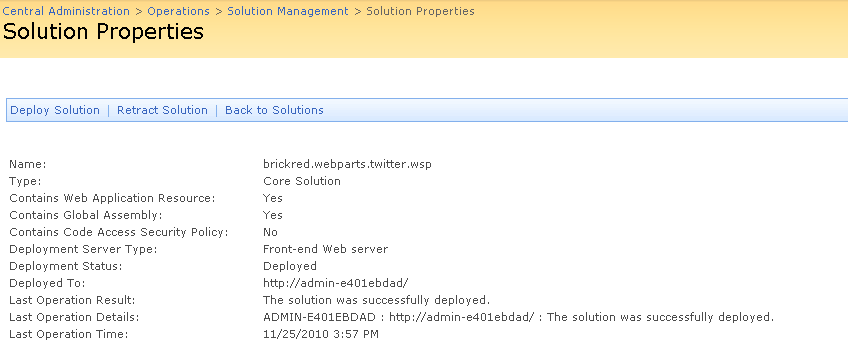 Central Administration > Operations > Solution Management > Solution Properties
Solution Properties
Deploy Solution | Retract Solution | Back to Solutions
Name: brickred.webparts.twitter.wsp
Type: Core Solution
Contains Web Application Resource: Yes
Contains Global Assembly: Yes
Contains Code Access Security Policy: No
Deployment Server Type: Front-end Web server
Deployment Status: Deployed
Deployed To: http://admin-e401ebdad/
Last Operation Result: The solution was successfully deployed.
Last Operation Details: ADMIN-E401EBDAD : http://admin-e401ebdad/ : The solution was successfully deployed.
Last Operation Time: 11/25/2010 3:57 PM